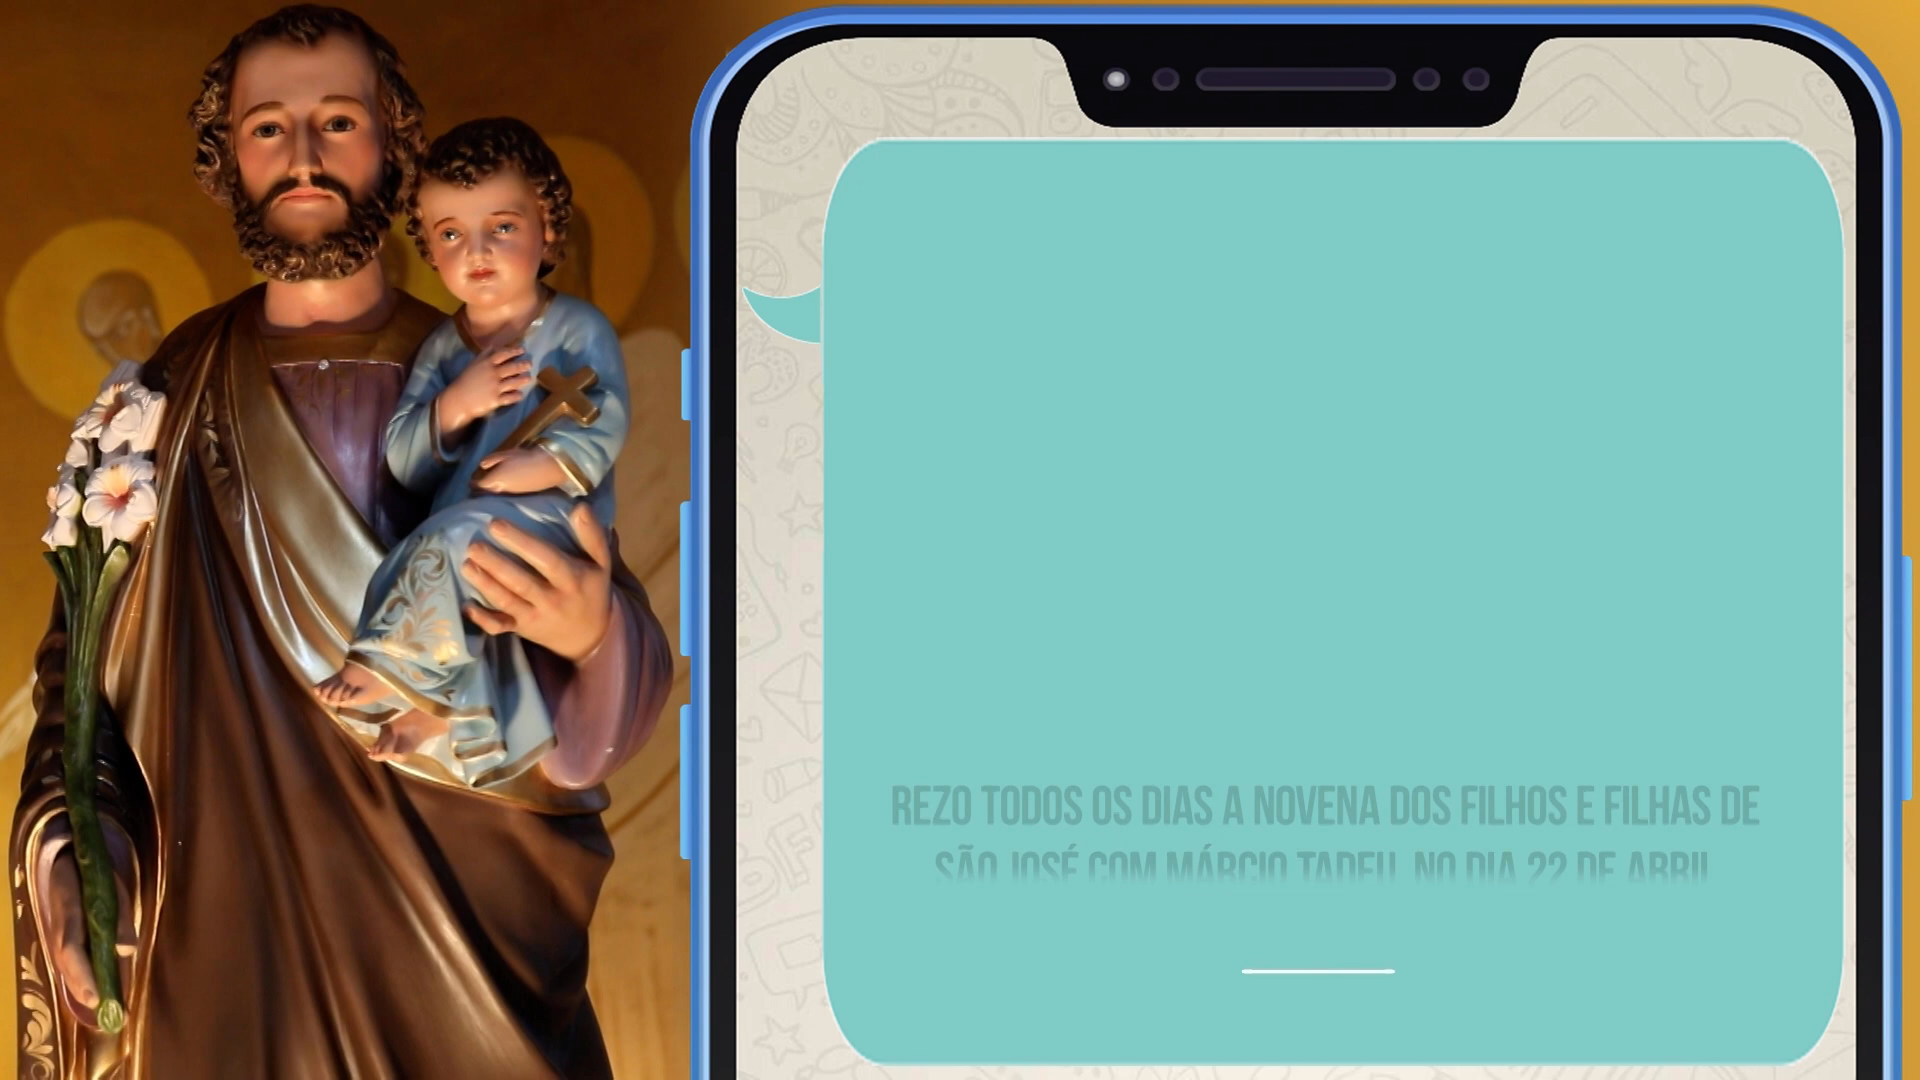 REZO TODOS OS DIAS A NOVENA DOS FILHOS E FILHAS DE
SÃO JOSÉ COM MÁRCIO TADEU. NO DIA 22 DE ABRIL